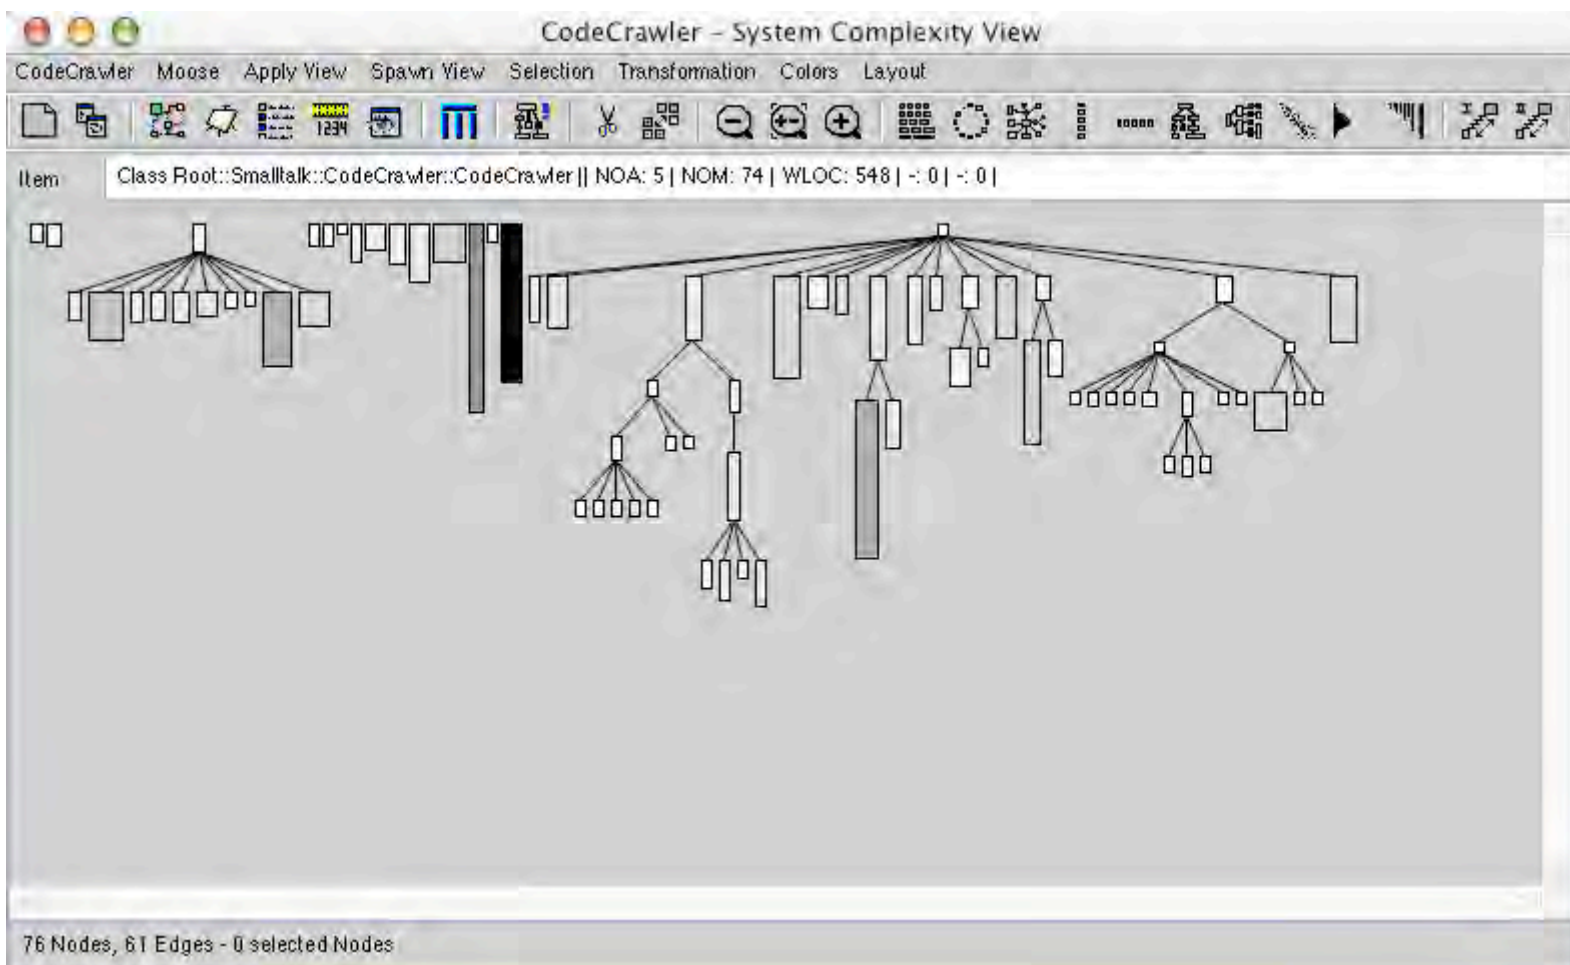 CodeCrawler – System Complexity View
CodeCrawler Moose Apply View Spawn View Selection Transformation Colors Layout
1234
Item Class Root::Smalltalk::CodeCrawler::CodeCrawler || NOA: 5 | NOM: 74 | WLOC: 548 | -: 0 | -: 0 |
76 Nodes, 61 Edges - 0 selected Nodes